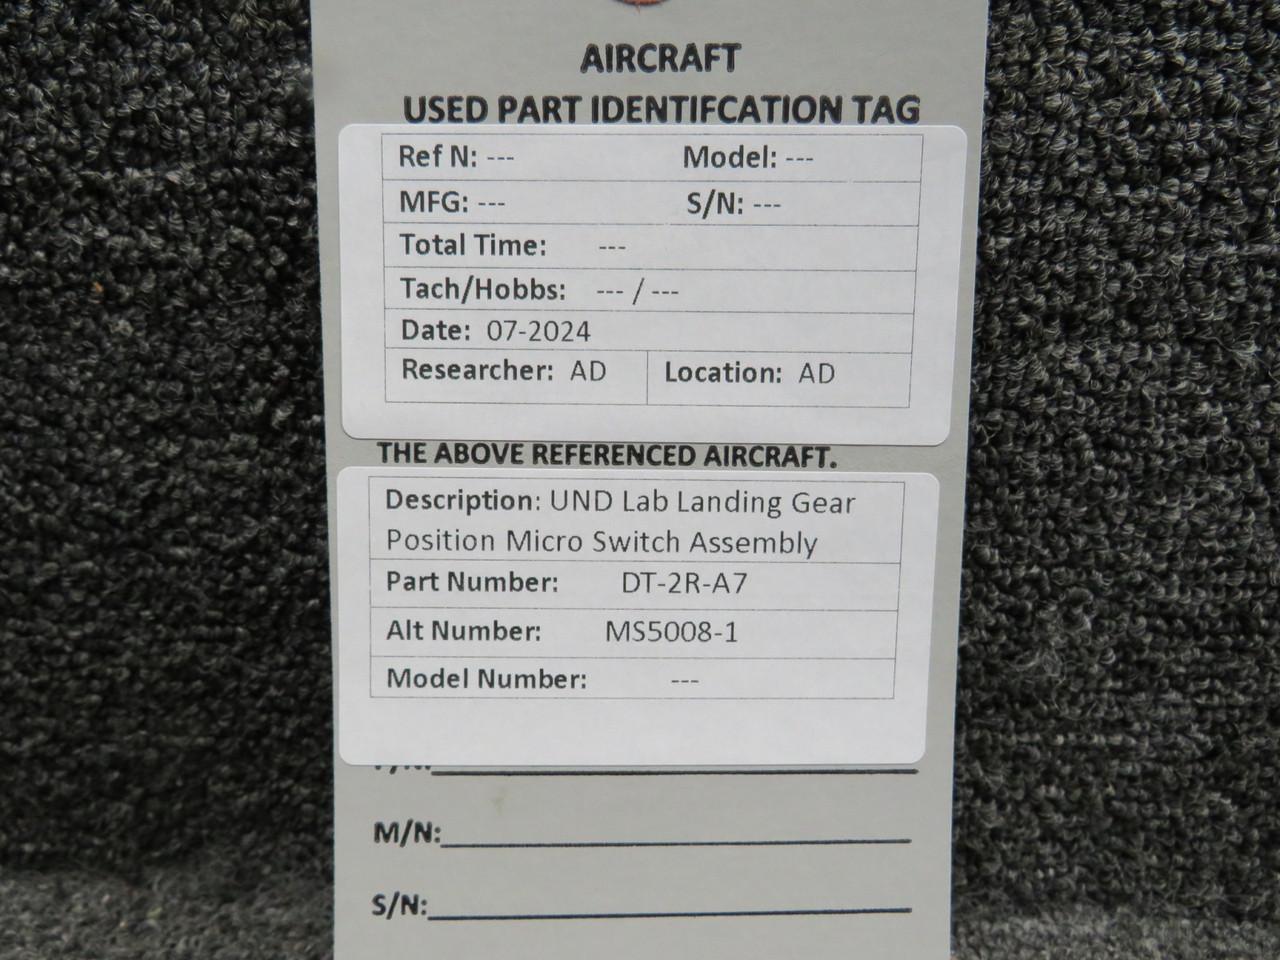 AIRCRAFT
USED PART IDENTIFCATION TAG
Ref N: --- Model: ---
MFG: --- S/N: ---
Total Time: ---
Tach/Hobbs: --- / ---
Date: 07-2024
Researcher: AD Location: AD
THE ABOVE REFERENCED AIRCRAFT.
Description: UND Lab Landing Gear
Position Micro Switch Assembly
Part Number: DT-2R-A7
Alt Number: MS5008-1
Model Number: ---
P/N:
M/N:
S/N: